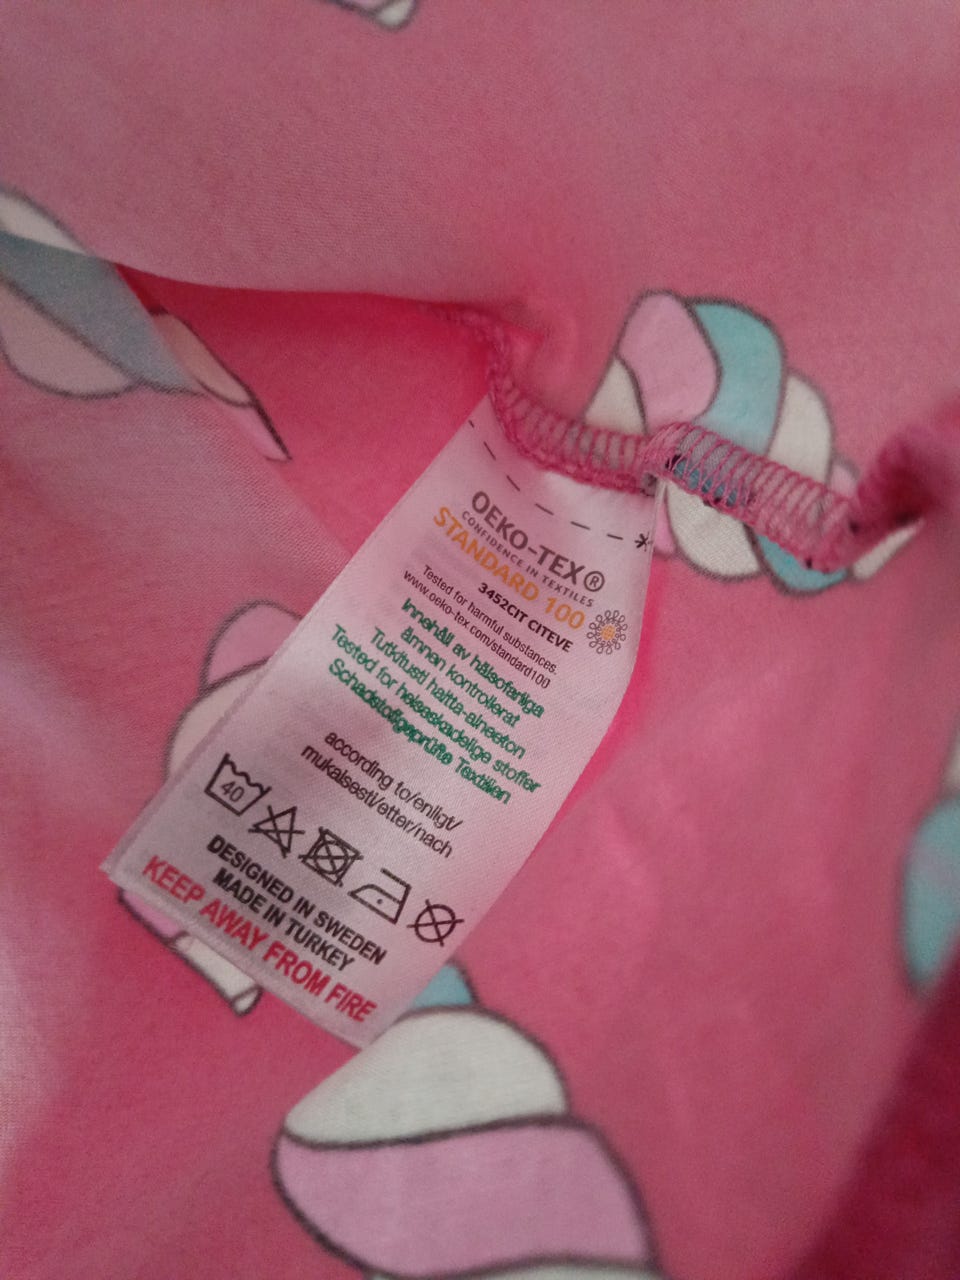 OEKO-TEX®
CONFIDENCE IN TEXTILES
STANDARD 100
3452CIT CITEVE
Tested for harmful substances.
www.oeko-tex.com/standard100
Innehåll av hälsofarliga
ämnen kontrollerat
Tutkitusti haitta-aineeton
Tested for helseskadelige stoffer
Schadstoffgeprüfte Textilien
according to/enligt/
mukaisesti/etter/nach
40
DESIGNED IN SWEDEN
MADE IN TURKEY
KEEP AWAY FROM FIRE